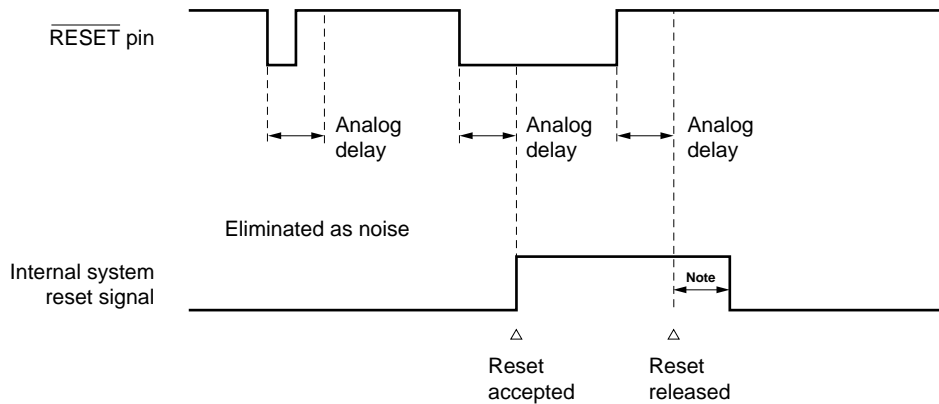 RESET pin
Analog
delay
Analog
delay
Analog
delay
Eliminated as noise
Internal system
reset signal
Note
Reset
accepted
Reset
released